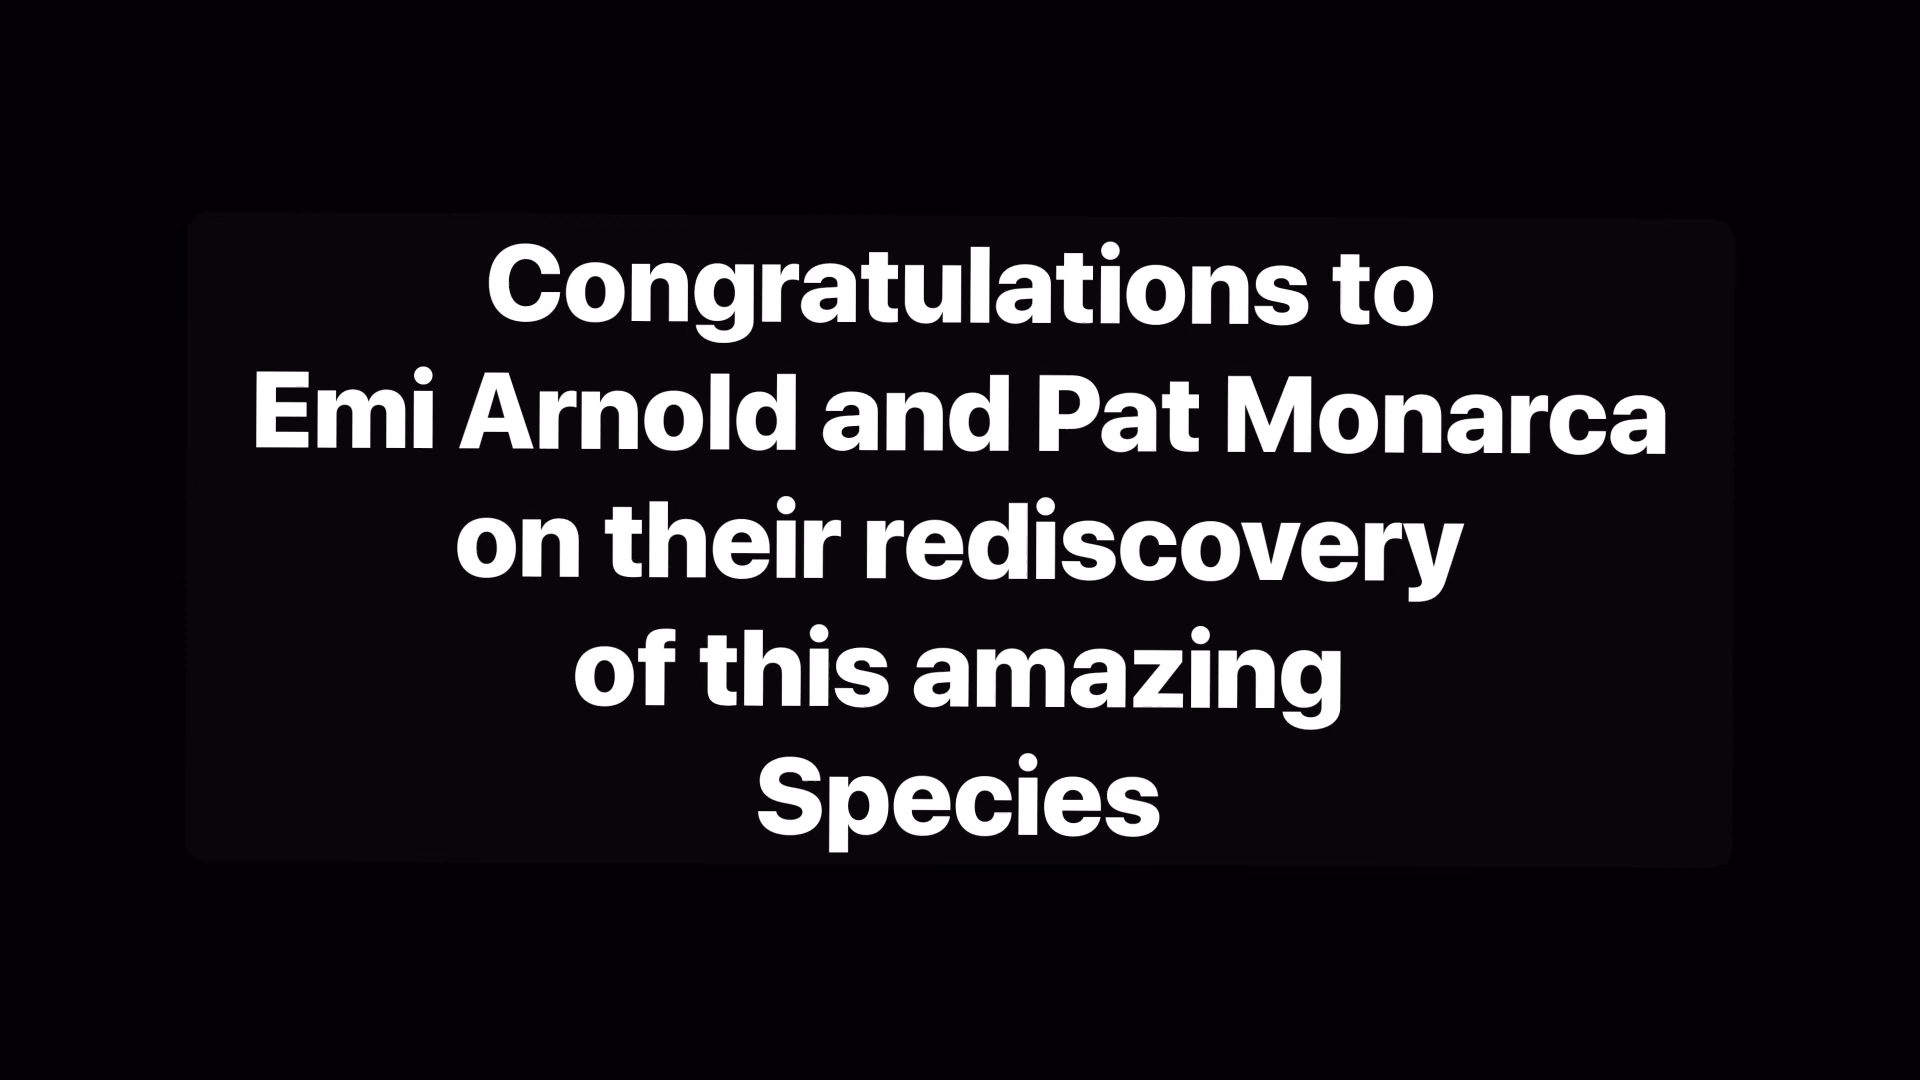 Congratulations to
Emi Arnold and Pat Monarca
on their rediscovery
of this amazing
Species